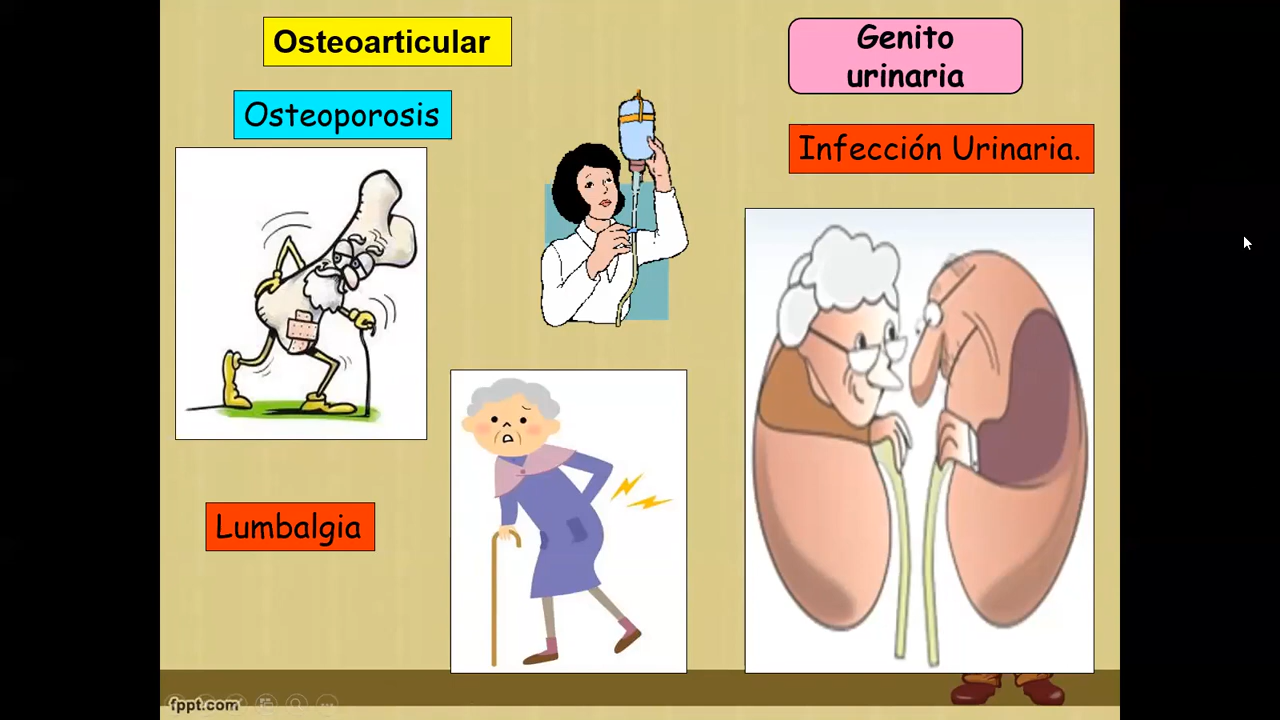 Osteoarticular
Osteoporosis
Lumbalgia
Genito
urinaria
Infección Urinaria.
fppt.com